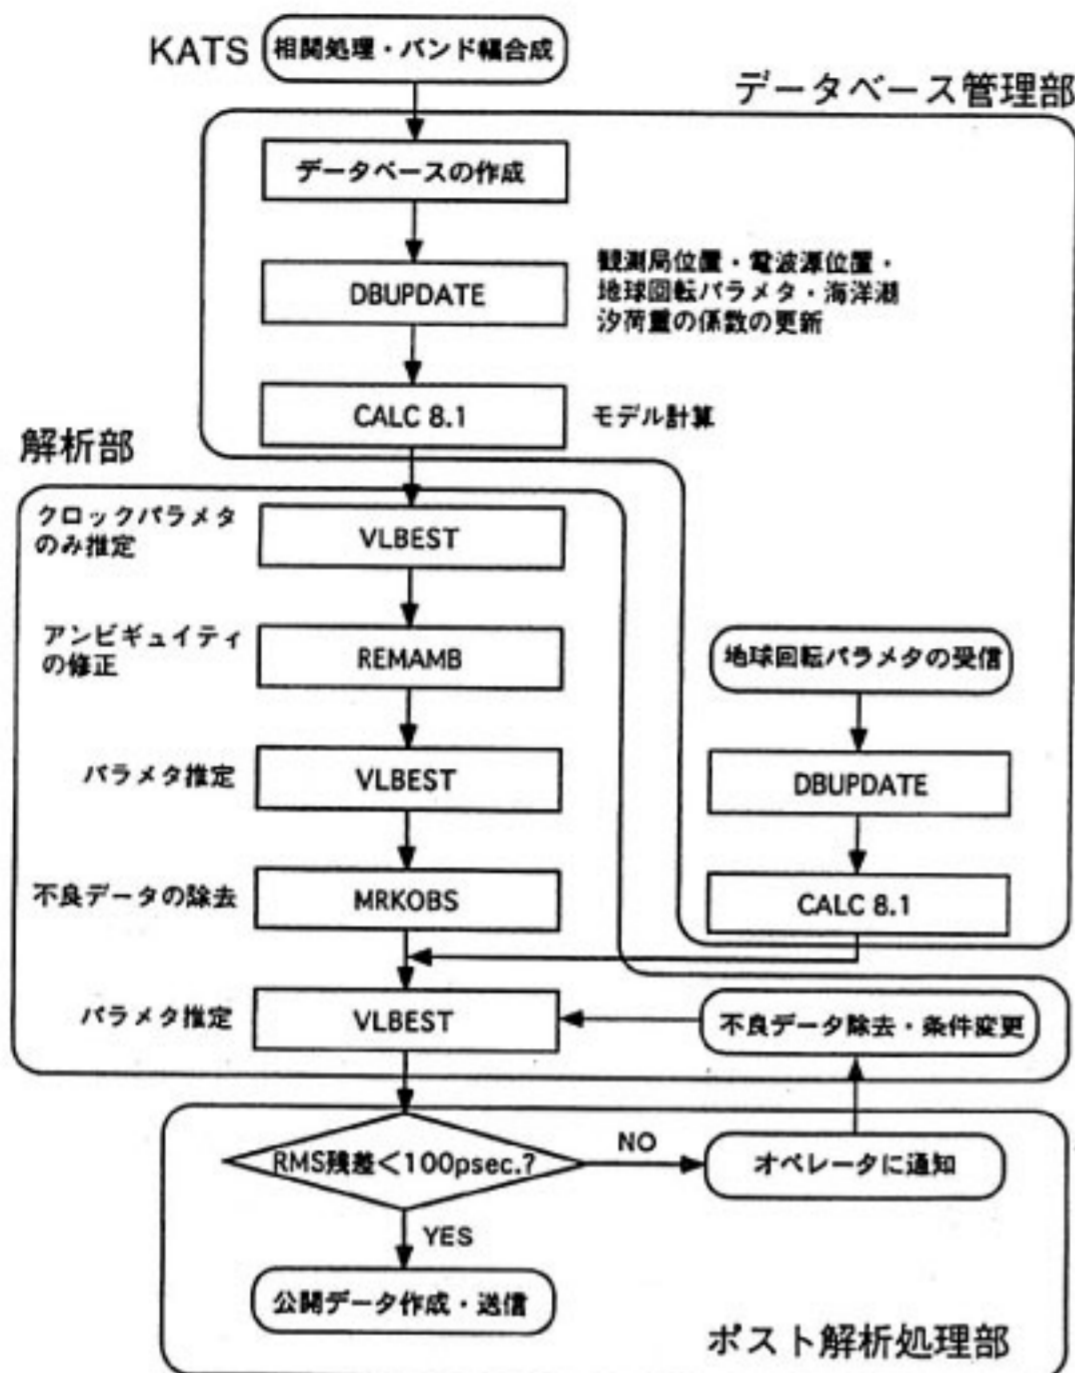 KATS
相関処理・バンド幅合成
データベース管理部
データベースの作成
DBUPDATE
観測局位置・電波源位置・
地球回転パラメタ・海洋潮
汐荷重の係数の更新
CALC 8.1
モデル計算
解析部
クロックパラメタ
のみ推定
VLBEST
アンビギュイティ
の修正
REMAMB
地球回転パラメタの受信
パラメタ推定
VLBEST
DBUPDATE
不良データの除去
MRKOBS
CALC 8.1
パラメタ推定
VLBEST
不良データ除去・条件変更
RMS残差<100psec.?
NO
オペレータに通知
YES
公開データ作成・送信
ポスト解析処理部